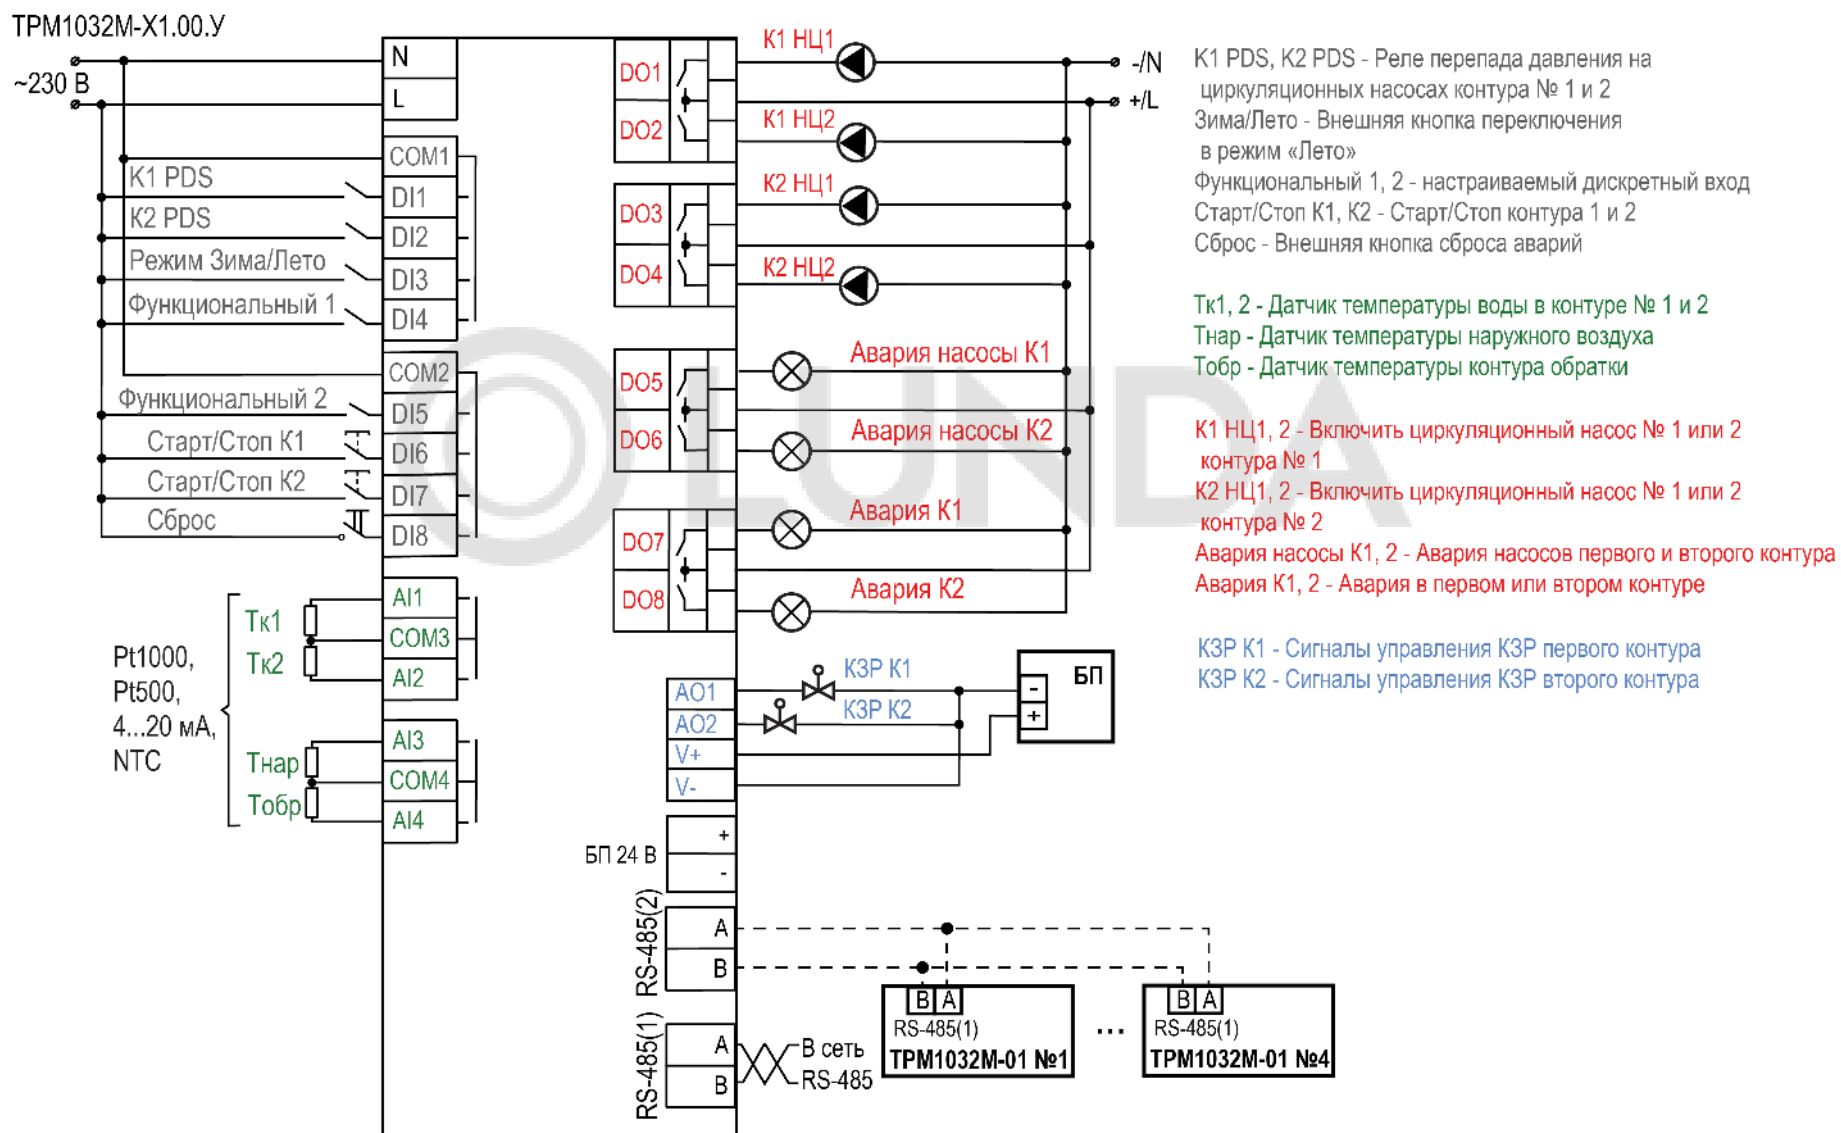 ТРМ1032М-Х1.00.У
~230 В
N
L
COM1
K1 PDS
DI1
K2 PDS
DI2
Режим Зима/Лето
DI3
Функциональный 1
DI4
COM2
Функциональный 2
DI5
Старт/Стоп К1
DI6
Старт/Стоп К2
DI7
Сброс
DI8
Pt1000,
Pt500,
4...20 мА,
NTC
Тк1
Тк2
Тнар
Тобр
AI1
COM3
AI2
AI3
COM4
AI4
DO1
DO2
К1 НЦ1
К1 НЦ2
-/N
+/L
DO3
DO4
К2 НЦ1
К2 НЦ2
DO5
DO6
Авария насосы К1
Авария насосы К2
DO7
DO8
Авария К1
Авария К2
AO1
AO2
V+
V-
КЗР К1
КЗР К2
-
+
БП
БП 24 В
+
-
RS-485(2)
A
B
RS-485(1)
A
B
В сеть
RS-485
B A
RS-485(1)
ТРМ1032М-01 №1
...
B A
RS-485(1)
ТРМ1032М-01 №4
K1 PDS, K2 PDS - Реле перепада давления на
циркуляционных насосах контура № 1 и 2
Зима/Лето - Внешняя кнопка переключения
в режим «Лето»
Функциональный 1, 2 - настраиваемый дискретный вход
Старт/Стоп К1, К2 - Старт/Стоп контура 1 и 2
Сброс - Внешняя кнопка сброса аварий
Тк1, 2 - Датчик температуры воды в контуре № 1 и 2
Тнар - Датчик температуры наружного воздуха
Тобр - Датчик температуры контура обратки
К1 НЦ1, 2 - Включить циркуляционный насос № 1 или 2
контура № 1
К2 НЦ1, 2 - Включить циркуляционный насос № 1 или 2
контура № 2
Авария насосы К1, 2 - Авария насосов первого и второго контура
Авария К1, 2 - Авария в первом или втором контуре
КЗР К1 - Сигналы управления КЗР первого контура
КЗР К2 - Сигналы управления КЗР второго контура
LUNDA